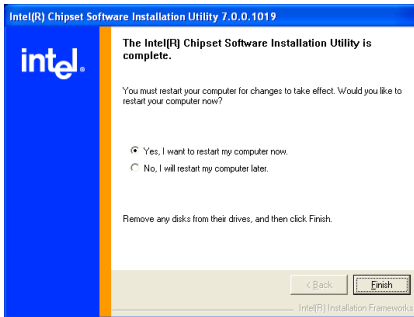 Intel(R) Chipset Software Installation Utility 7.0.0.1019
The Intel(R) Chipset Software Installation Utility is
complete.
intel.
You must restart your computer for changes to take effect. Would you like to
restart your computer now?
Yes, I want to restart my computer now.
No, I will restart my computer later.
Remove any disks from their drives, and then click Finish.
< Back
Finish
Intel(R) Installation Frameworks